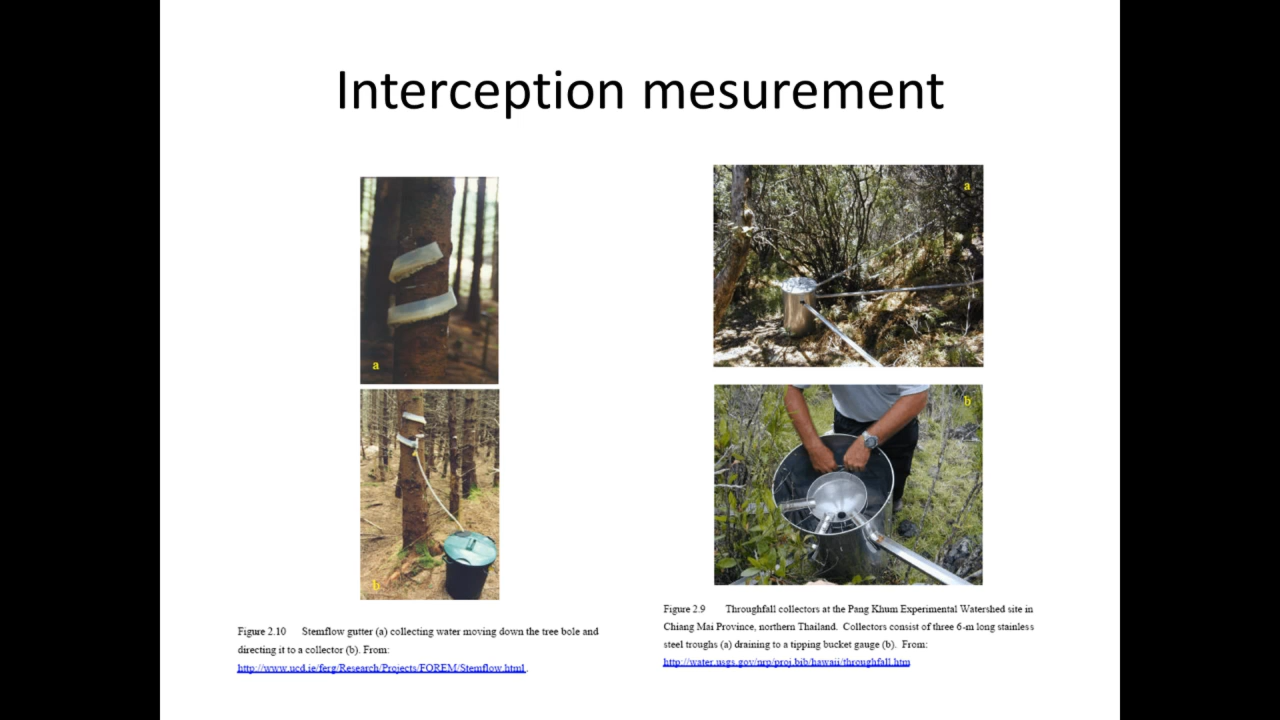 Interception mesurement
a
b
Figure 2.10 Stemflow gutter (a) collecting water moving down the tree bole and
directing it to a collector (b). From:
http://www.ucd.ie/ferg/Research/Projects/FOREM/Stemflow.html .
a
b
Figure 2.9 Throughfall collectors at the Pang Khum Experimental Watershed site in
Chiang Mai Province, northern Thailand. Collectors consist of three 6-m long stainless
steel troughs (a) draining to a tipping bucket gauge (b). From:
http://water.usgs.gov/nrp/proj.bib/hawaii/throughfall.htm